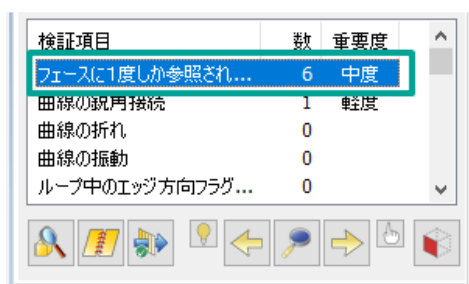 検証項目 数 重要度
フェースに1度しか参照され... 6 中度
曲線の鋭角接続 1 軽度
曲線の折れ 0
曲線の振動 0
ループ中のエッジ方向フラグ... 0